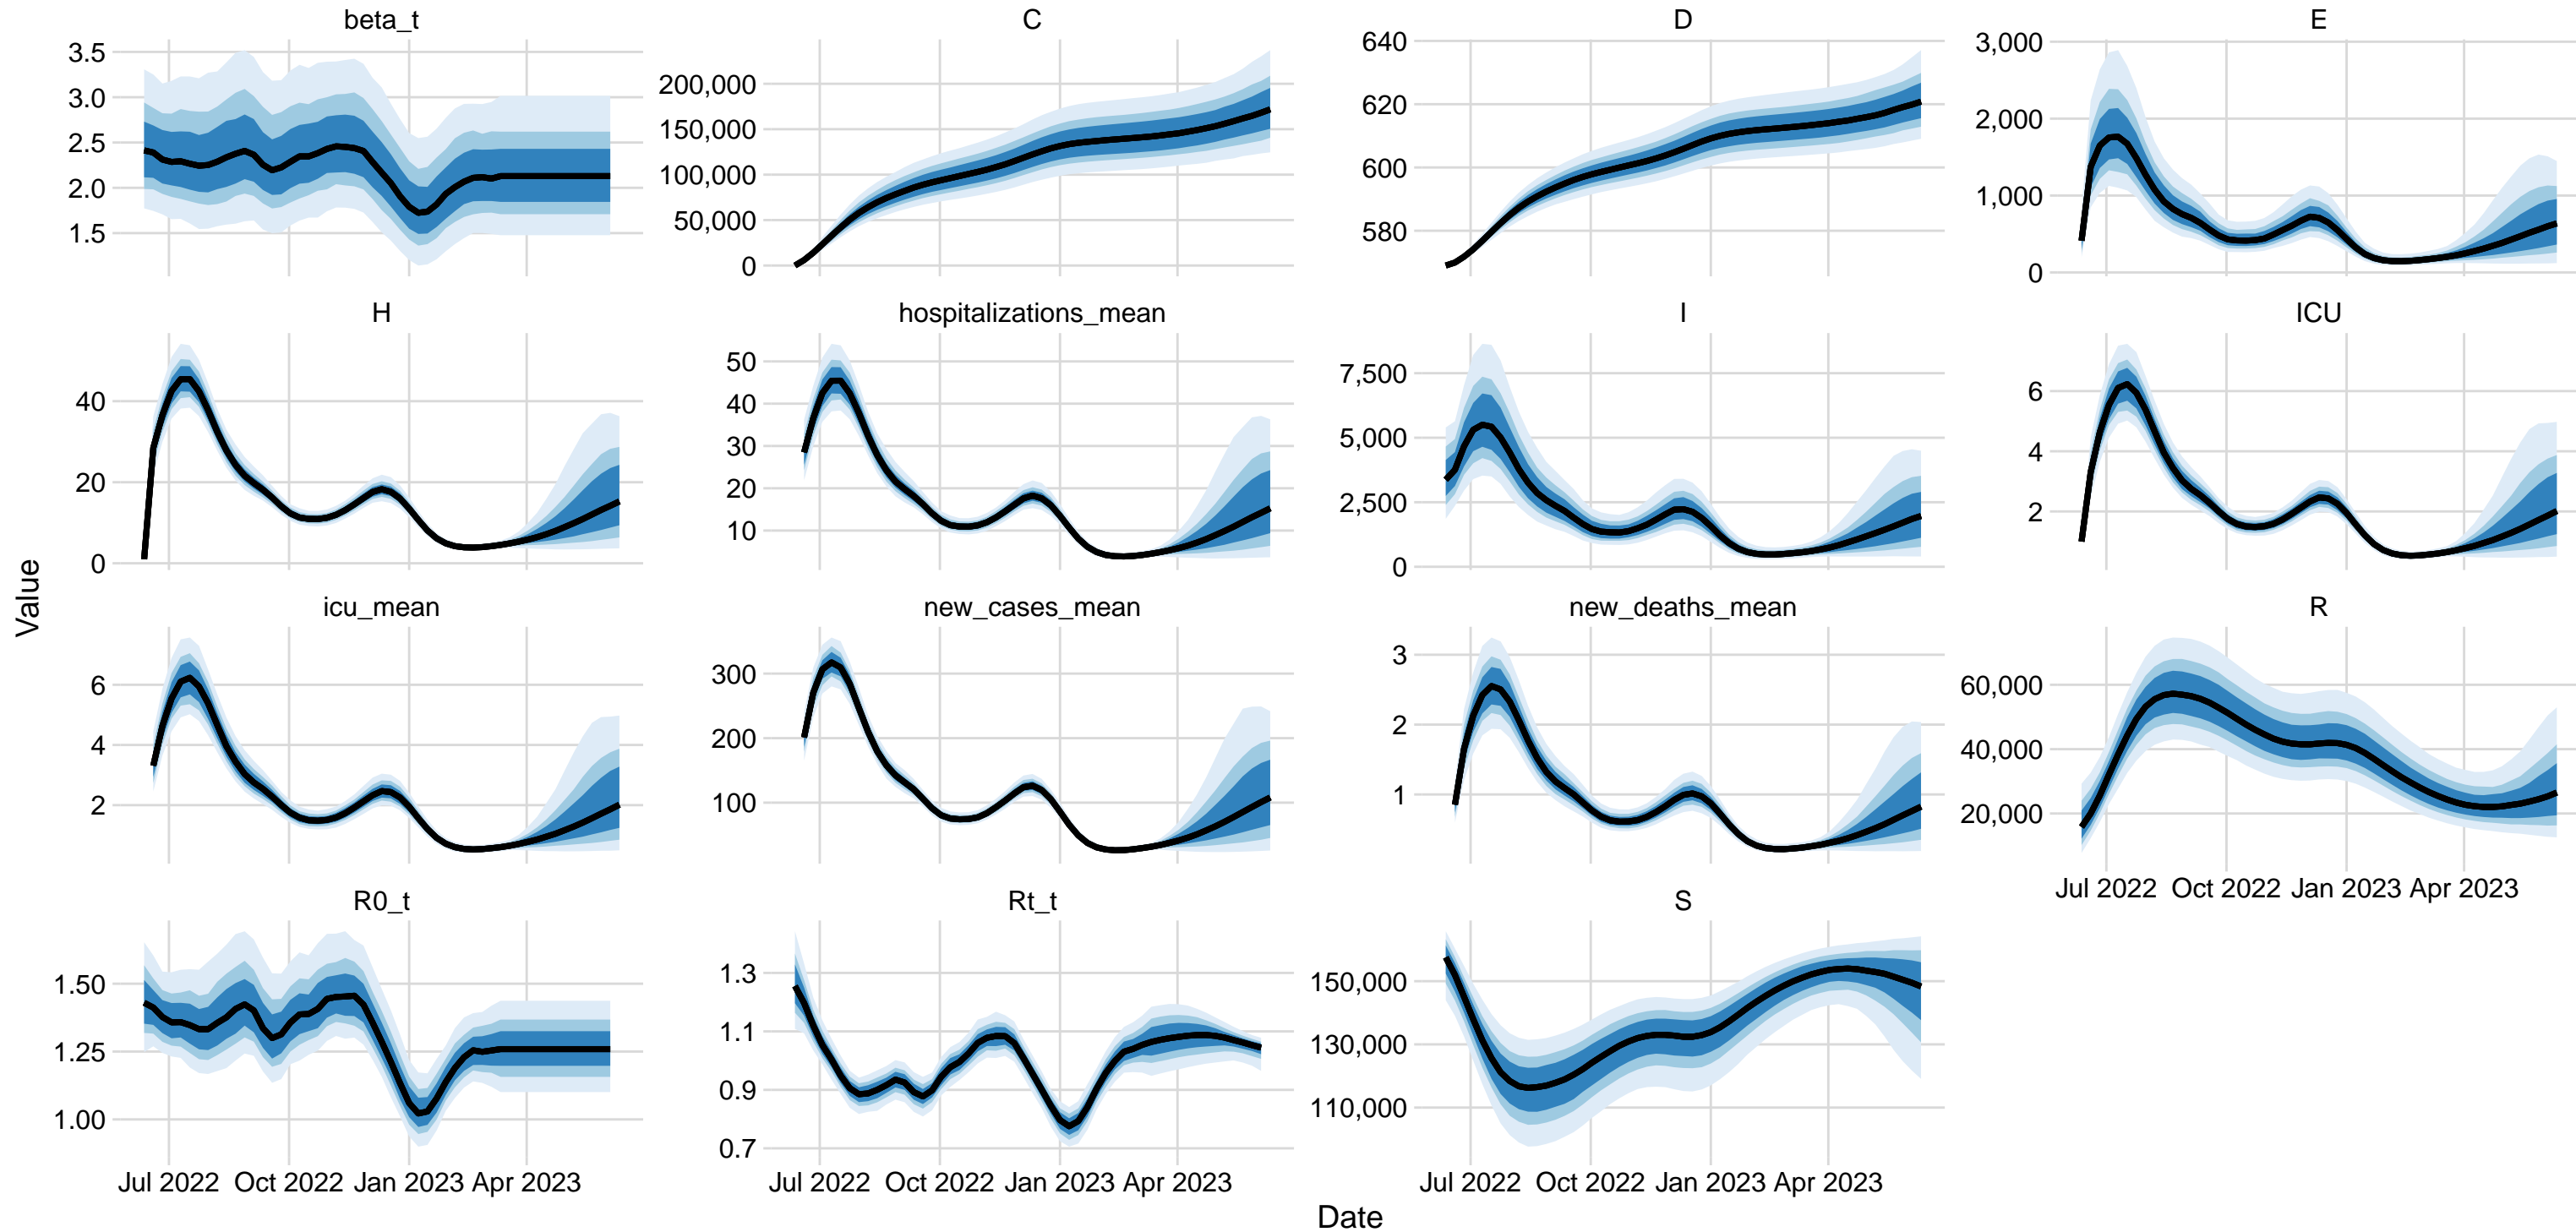 beta_t
3.5
3.0
2.5
2.0
1.5
C
200,000
150,000
100,000
50,000
0
D
640
620
600
580
E
3,000
2,000
1,000
0
H
40
20
0
hospitalizations_mean
50
40
30
20
10
I
7,500
5,000
2,500
0
ICU
6
4
2
Value
icu_mean
6
4
2
new_cases_mean
300
200
100
new_deaths_mean
3
2
1
R
60,000
40,000
20,000
Jul 2022 Oct 2022 Jan 2023 Apr 2023
R0_t
1.50
1.25
1.00
Jul 2022 Oct 2022 Jan 2023 Apr 2023
Rt_t
1.3
1.1
0.9
0.7
Jul 2022 Oct 2022 Jan 2023 Apr 2023
S
150,000
130,000
110,000
Jul 2022 Oct 2022 Jan 2023 Apr 2023
Date